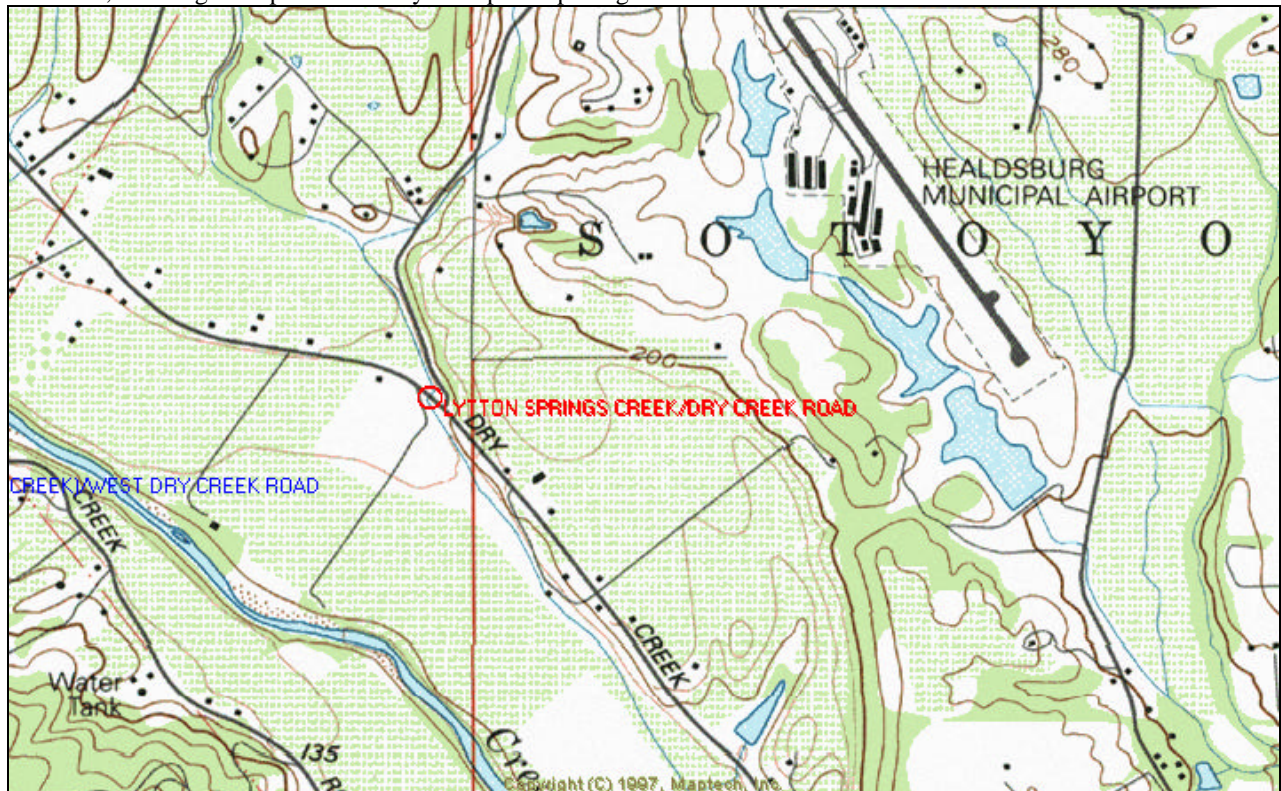 280
HEALDSBURG
MUNICIPAL AIRPORT
S O T O Y O
200
LYTTON SPRINGS CREEK/DRY CREEK ROAD
DRY
CREEK/WEST DRY CREEK ROAD
CREEK
CREEK
Water
Tank
135
Cre
Copyright (C) 1997, Maptech, Inc.